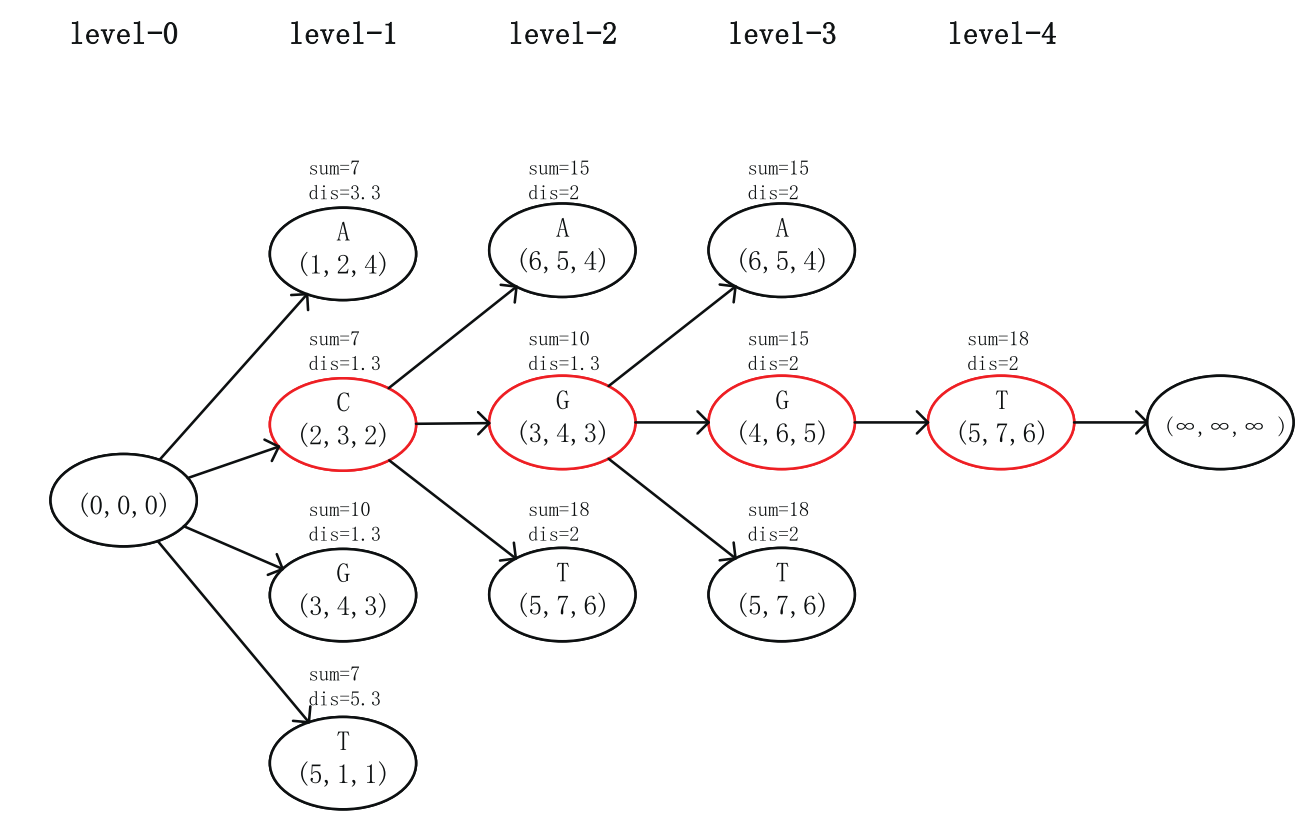 level-0 level-1 level-2 level-3 level-4
sum=7
dis=3.3
A
(1,2,4)
sum=15
dis=2
A
(6,5,4)
sum=15
dis=2
A
(6,5,4)
sum=7
dis=1.3
C
(2,3,2)
sum=10
dis=1.3
G
(3,4,3)
sum=15
dis=2
G
(4,6,5)
sum=18
dis=2
T
(5,7,6)
(∞,∞,∞ )
(0,0,0)
sum=10
dis=1.3
G
(3,4,3)
sum=18
dis=2
T
(5,7,6)
sum=18
dis=2
T
(5,7,6)
sum=7
dis=5.3
T
(5,1,1)